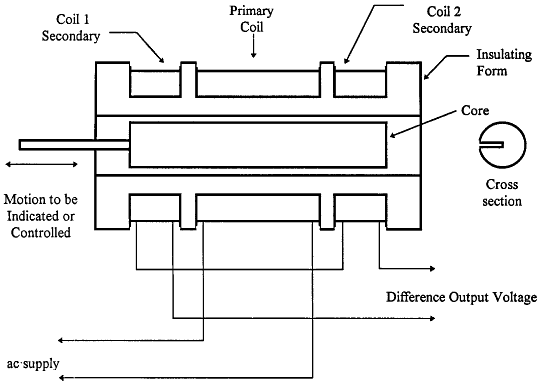 Primary
Coil
Coil 1
Secondary
Coil 2
Secondary
Insulating
Form
Core
Cross
section
Motion to be
Indicated or
Controlled
Difference Output Voltage
ac supply